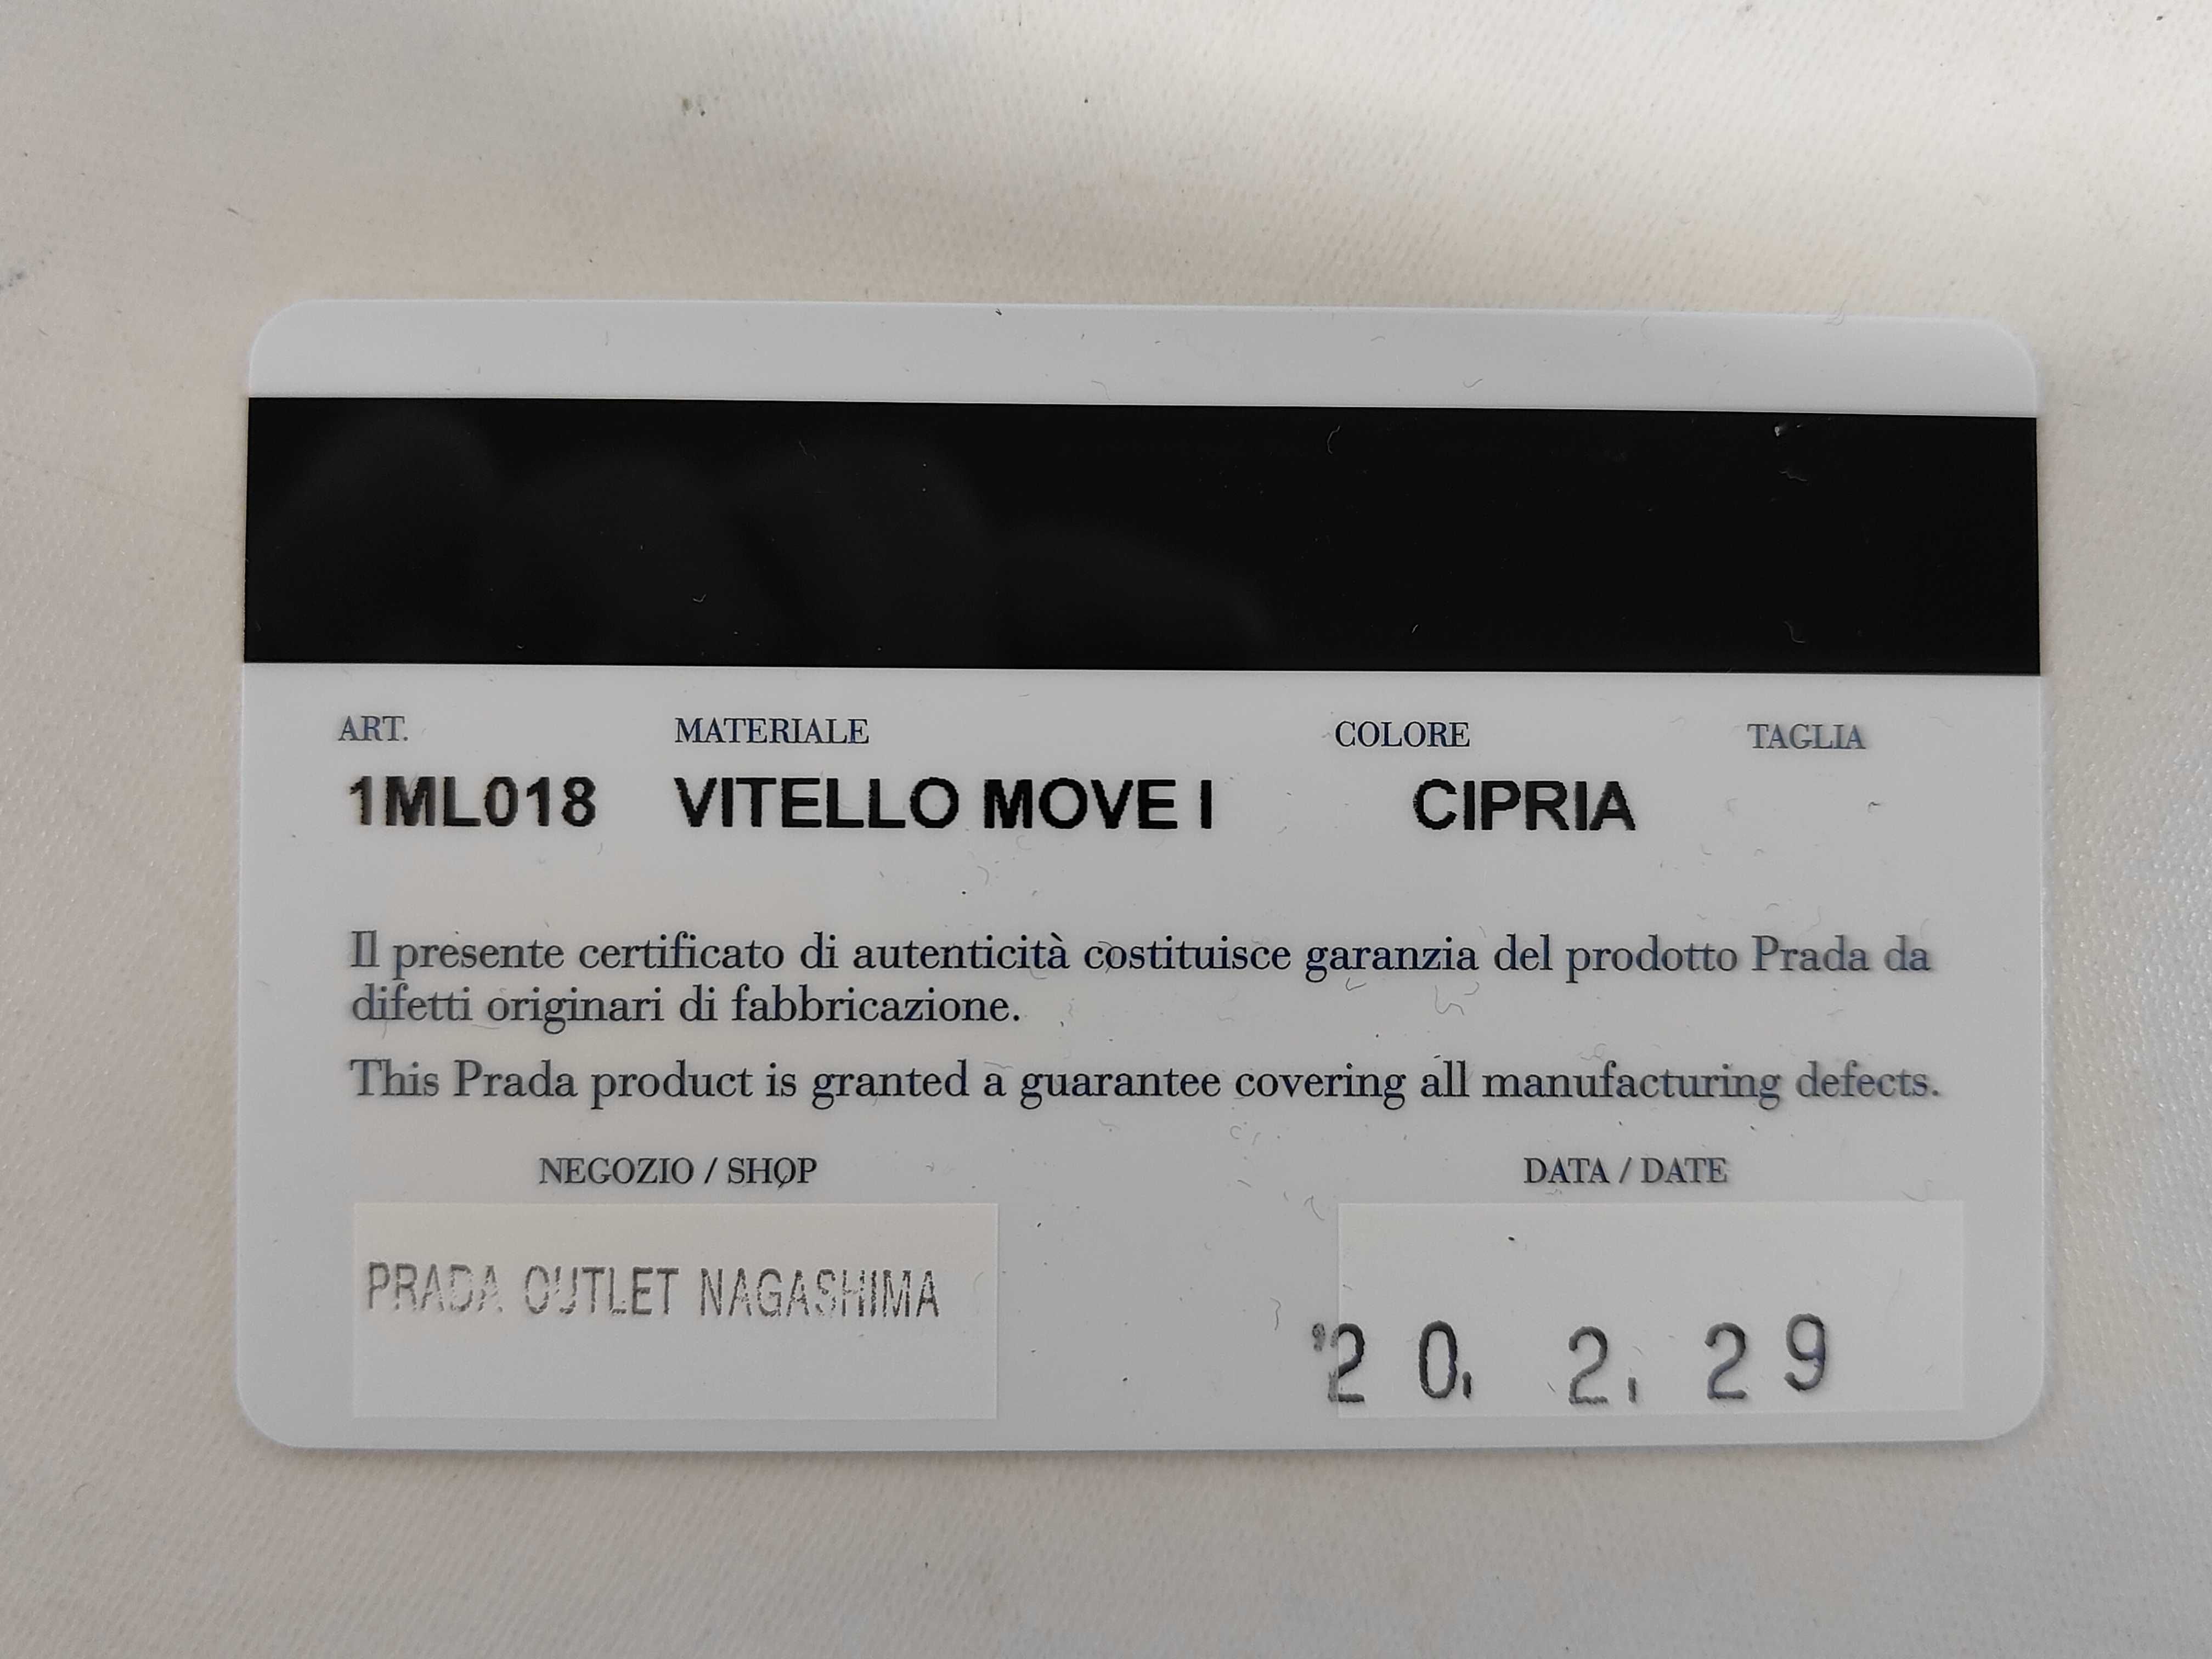 ART. MATERIALE COLORE TAGLIA
1ML018 VITELLO MOVE I CIPRIA
Il presente certificato di autenticità costituisce garanzia del prodotto Prada da
difetti originari di fabbricazione.
This Prada product is granted a guarantee covering all manufacturing defects.
NEGOZIO / SHOP DATA / DATE
PRADA OUTLET NAGASHIMA
'20. 2. 29